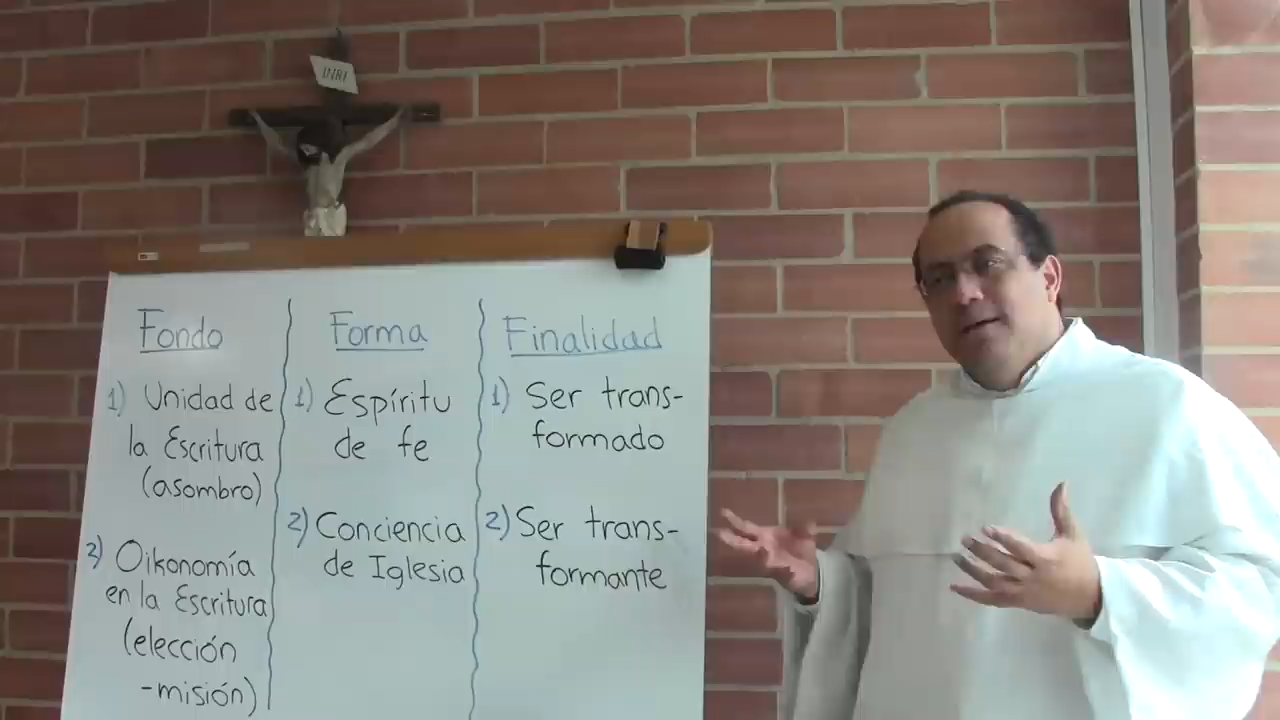 INRI
Fondo
1) Unidad de
la Escritura
(asombro)
2) Oikonomía
en la Escritura
(elección
-misión)
Forma
1) Espíritu
de fe
2) Conciencia
de Iglesia
Finalidad
1) Ser trans-
formado
2) Ser trans-
formante